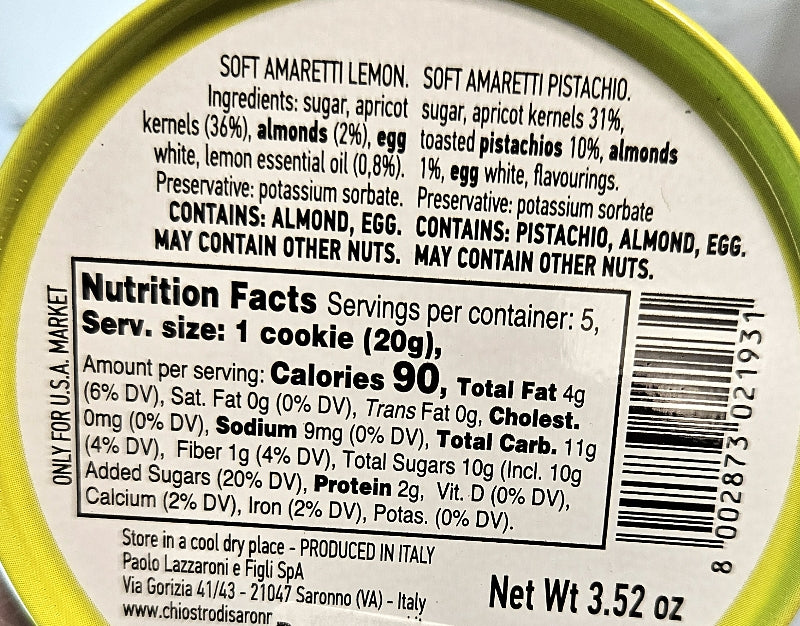 SOFT AMARETTI LEMON.
Ingredients: sugar, apricot
kernels (36%), almonds (2%), egg
white, lemon essential oil (0,8%).
Preservative: potassium sorbate.
CONTAINS: ALMOND, EGG.
MAY CONTAIN OTHER NUTS.
SOFT AMARETTI PISTACHIO.
sugar, apricot kernels 31%,
toasted pistachios 10%, almonds
1%, egg white, flavourings.
Preservative: potassium sorbate
CONTAINS: PISTACHIO, ALMOND, EGG.
MAY CONTAIN OTHER NUTS.
ONLY FOR U.S.A. MARKET
Nutrition Facts Servings per container: 5,
Serv. size: 1 cookie (20g),
Amount per serving: Calories 90, Total Fat 4g
(6% DV), Sat. Fat 0g (0% DV), Trans Fat 0g, Cholest.
0mg (0% DV), Sodium 9mg (0% DV), Total Carb. 11g
(4% DV), Fiber 1g (4% DV), Total Sugars 10g (Incl. 10g
Added Sugars (20% DV), Protein 2g, Vit. D (0% DV),
Calcium (2% DV), Iron (2% DV), Potas. (0% DV).
8 002873 021931
Store in a cool dry place - PRODUCED IN ITALY
Paolo Lazzaroni e Figli SpA
Via Gorizia 41/43 - 21047 Saronno (VA) - Italy
Net Wt 3.52 oz